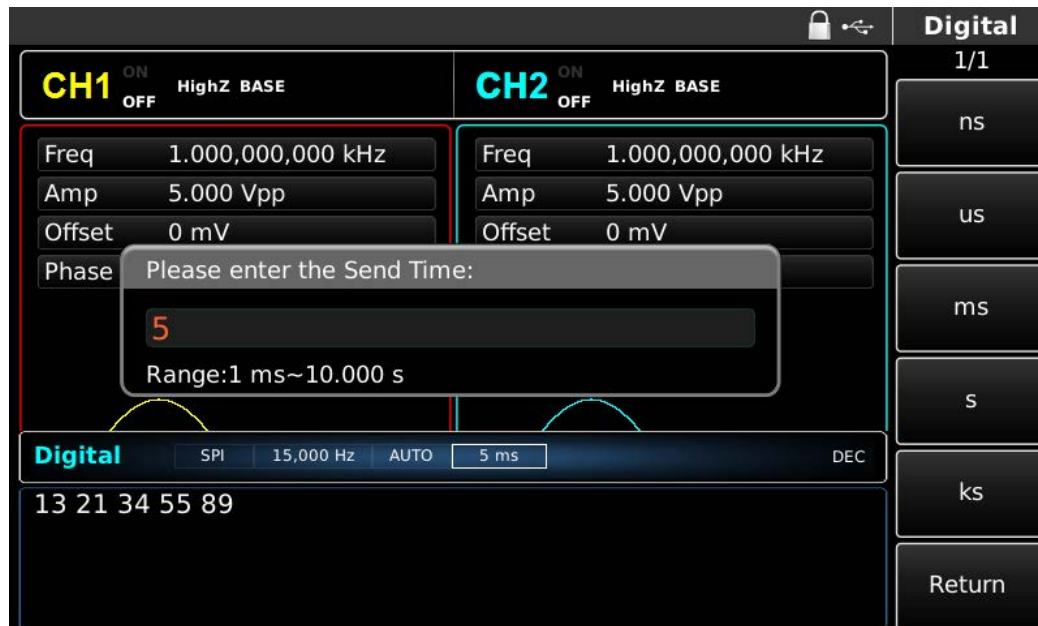 Digital
1/1
CH1 ON OFF HighZ BASE
CH2 ON OFF HighZ BASE
Freq 1.000,000,000 kHz
Amp 5.000 Vpp
Offset 0 mV
Phase
Freq 1.000,000,000 kHz
Amp 5.000 Vpp
Offset 0 mV
Please enter the Send Time:
5
Range:1 ms~10.000 s
Digital SPI 15,000 Hz AUTO 5 ms DEC
13 21 34 55 89
ns
us
ms
s
ks
Return